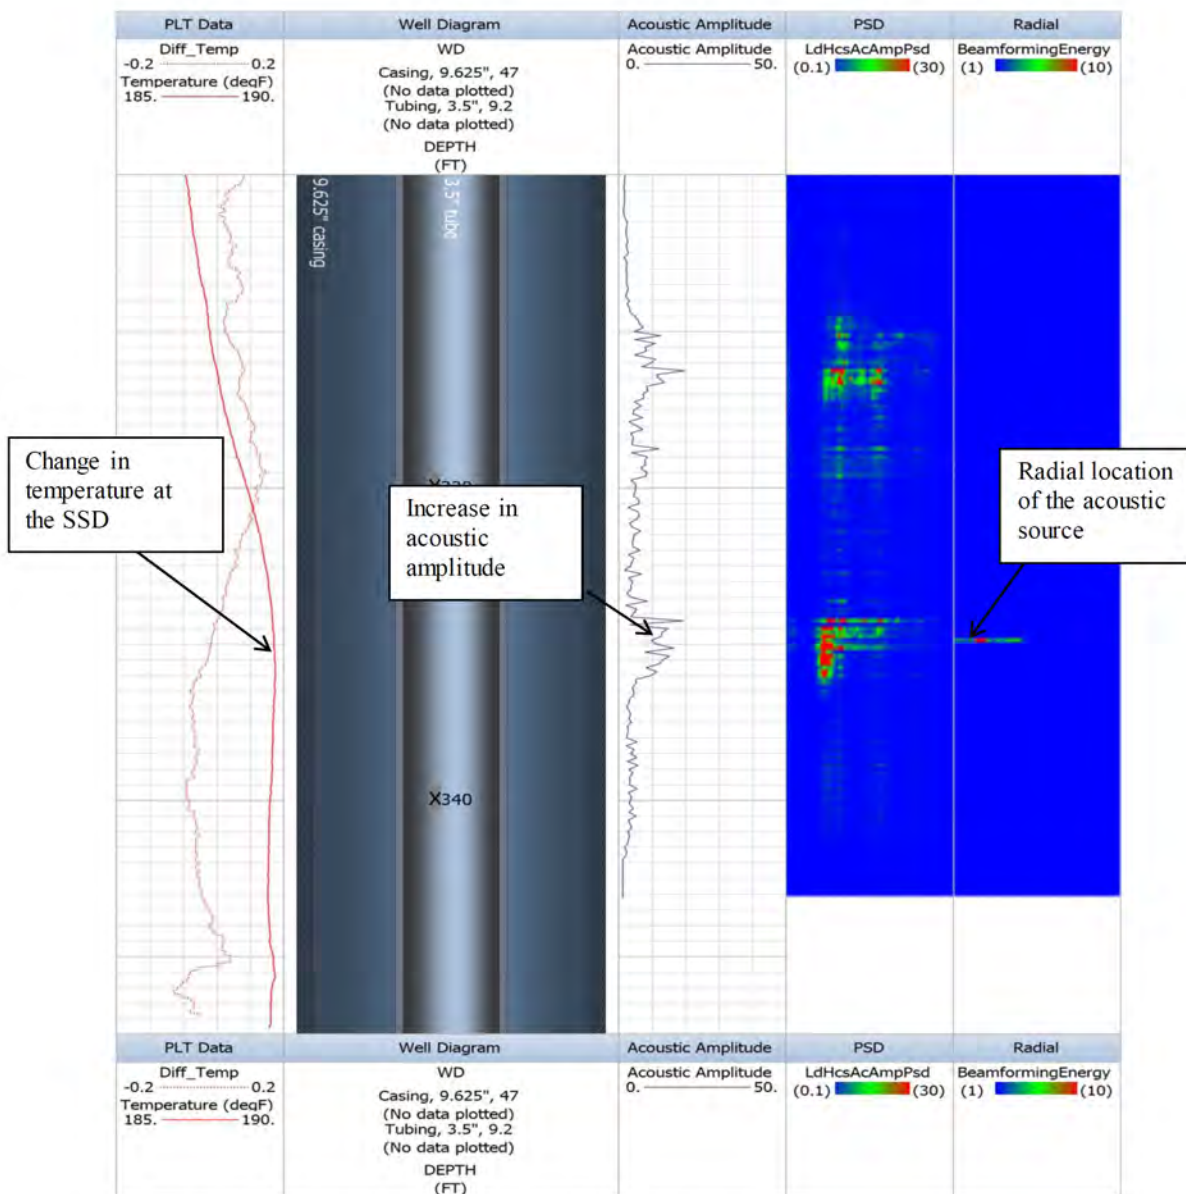 PLT Data
Well Diagram
Acoustic Amplitude
PSD
Radial
Diff_Temp
-0.2
0.2
Temperature (degF)
185.
190.
WD
Casing, 9.625", 47
(No data plotted)
Tubing, 3.5", 9.2
(No data plotted)
DEPTH
(FT)
Acoustic Amplitude
0.
50.
LdHcsAcAmpPsd
(0.1)
(30)
BeamformingEnergy
(1)
(10)
9.625" casing
3.5" tubc
Change in
temperature at
the SSD
Increase in
acoustic
amplitude
Radial location
of the acoustic
source
X340
PLT Data
Well Diagram
Acoustic Amplitude
PSD
Radial
Diff_Temp
-0.2
0.2
Temperature (degF)
185.
190.
WD
Casing, 9.625", 47
(No data plotted)
Tubing, 3.5", 9.2
(No data plotted)
DEPTH
(FT)
Acoustic Amplitude
0.
50.
LdHcsAcAmpPsd
(0.1)
(30)
BeamformingEnergy
(1)
(10)